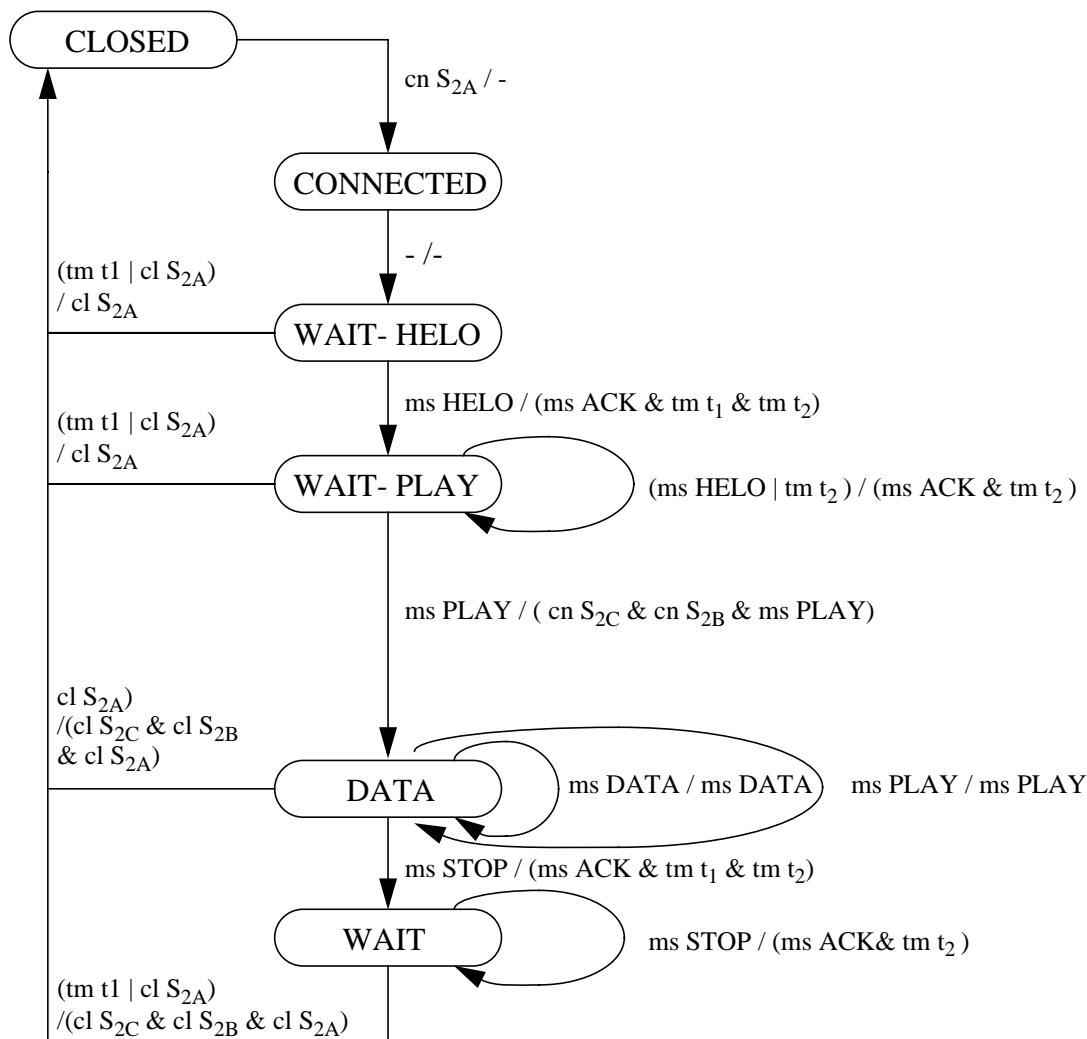 CLOSED
cn S2A / -
CONNECTED
- /-
(tm t1 | cl S2A)
/ cl S2A
WAIT- HELO
ms HELO / (ms ACK & tm t1 & tm t2)
(tm t1 | cl S2A)
/ cl S2A
WAIT- PLAY
(ms HELO | tm t2 ) / (ms ACK & tm t2 )
ms PLAY / ( cn S2C & cn S2B & ms PLAY)
cl S2A)
/(cl S2C & cl S2B
& cl S2A)
DATA
ms DATA / ms DATA
ms PLAY / ms PLAY
ms STOP / (ms ACK & tm t1 & tm t2)
WAIT
ms STOP / (ms ACK& tm t2 )
(tm t1 | cl S2A)
/(cl S2C & cl S2B & cl S2A)